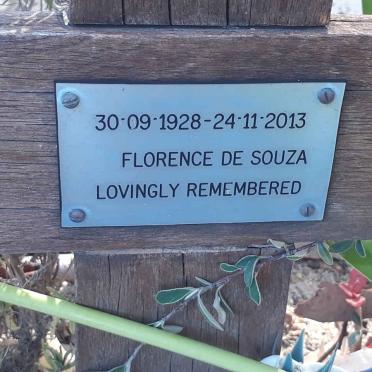 30-09-1928-24-11-2013
FLORENCE DE SOUZA
LOVINGLY REMEMBERED